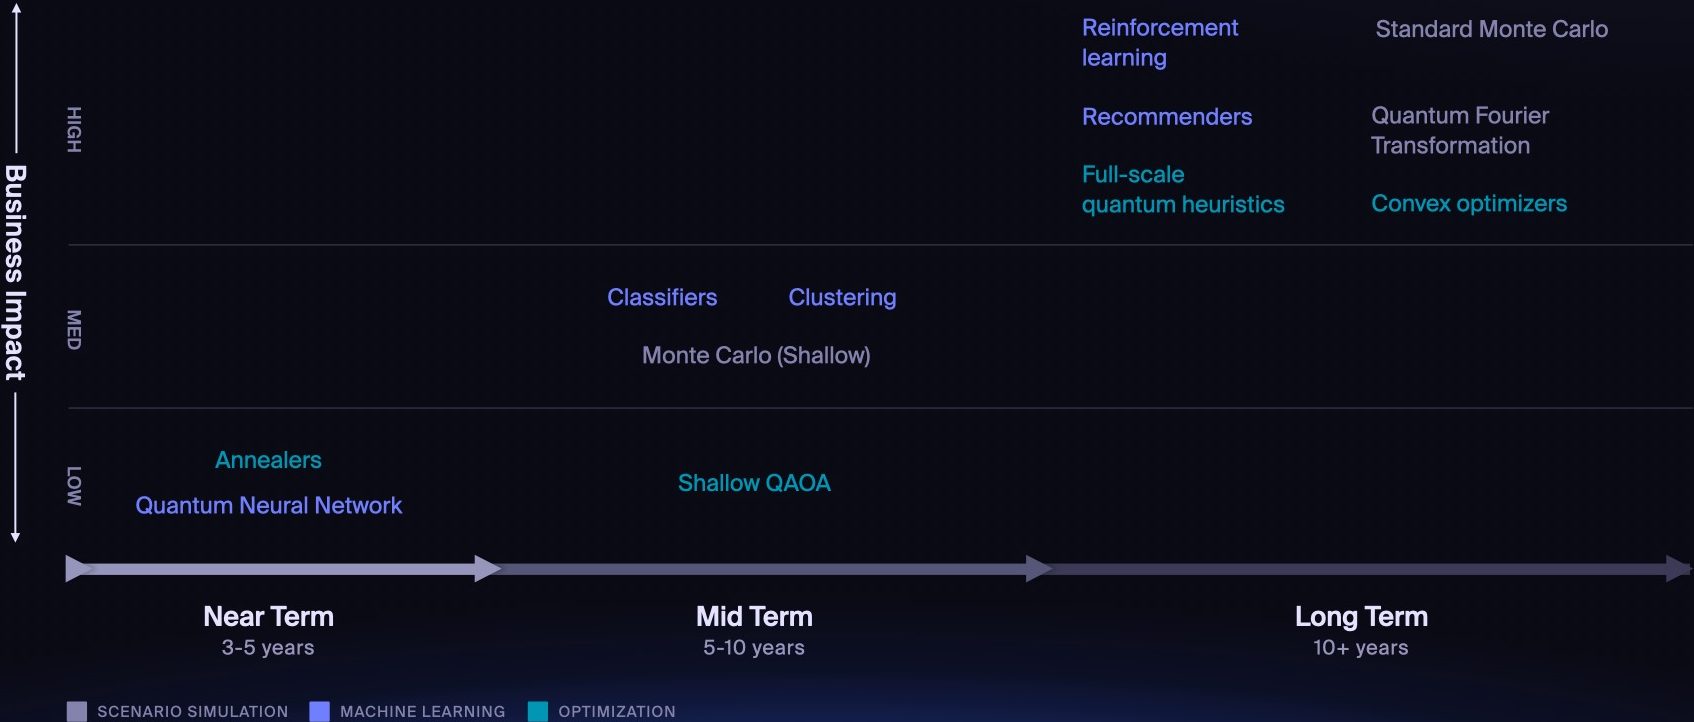 Business Impact
HIGH
Reinforcement
learning
Standard Monte Carlo
Recommenders
Quantum Fourier
Transformation
Full-scale
quantum heuristics
Convex optimizers
MED
Classifiers
Clustering
Monte Carlo (Shallow)
LOW
Annealers
Quantum Neural Network
Shallow QAOA
Near Term
3-5 years
Mid Term
5-10 years
Long Term
10+ years
SCENARIO SIMULATION
MACHINE LEARNING
OPTIMIZATION